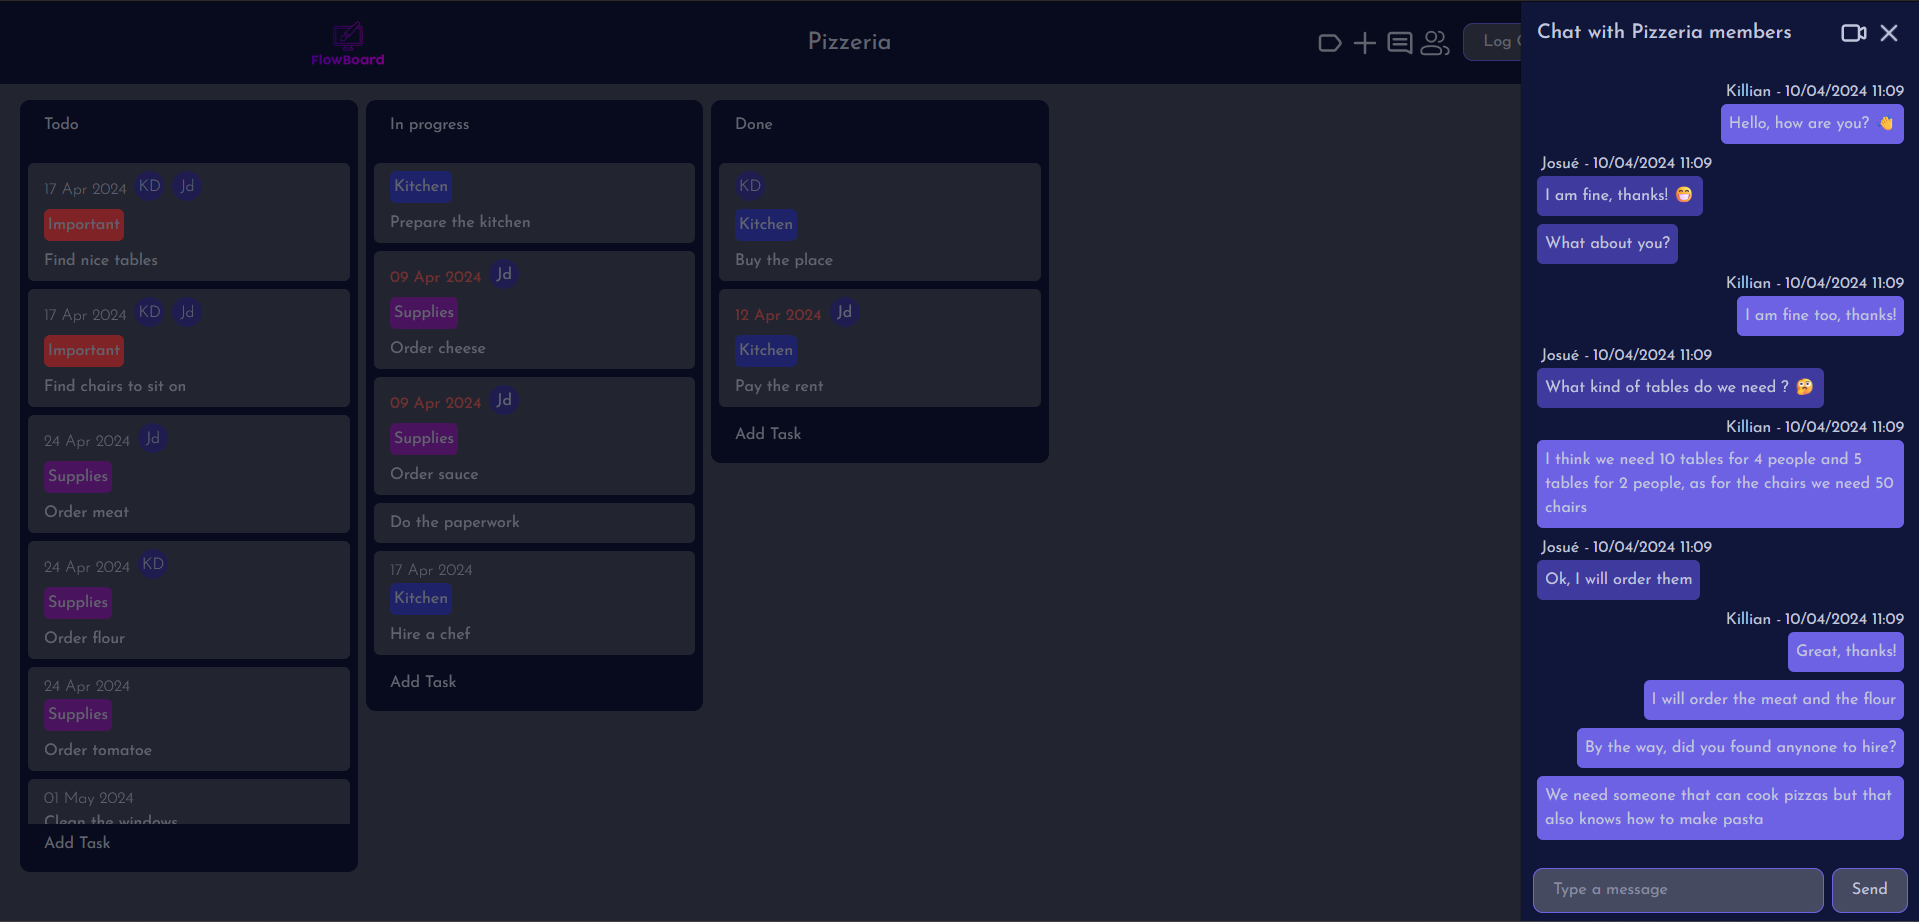 FlowBoard
Pizzeria
Log
Todo
17 Apr 2024 KD Jd
Important
Find nice tables
17 Apr 2024 KD Jd
Important
Find chairs to sit on
24 Apr 2024 Jd
Supplies
Order meat
24 Apr 2024 KD
Supplies
Order flour
24 Apr 2024
Supplies
Order tomatoe
01 May 2024
Clean the windows
Add Task
In progress
Kitchen
Prepare the kitchen
09 Apr 2024 Jd
Supplies
Order cheese
09 Apr 2024 Jd
Supplies
Order sauce
Do the paperwork
17 Apr 2024
Kitchen
Hire a chef
Add Task
Done
KD
Kitchen
Buy the place
12 Apr 2024 Jd
Kitchen
Pay the rent
Add Task
Chat with Pizzeria members
Killian - 10/04/2024 11:09
Hello, how are you? 👋
Josué - 10/04/2024 11:09
I am fine, thanks! 😁
What about you?
Killian - 10/04/2024 11:09
I am fine too, thanks!
Josué - 10/04/2024 11:09
What kind of tables do we need ? 🤔
Killian - 10/04/2024 11:09
I think we need 10 tables for 4 people and 5
tables for 2 people, as for the chairs we need 50
chairs
Josué - 10/04/2024 11:09
Ok, I will order them
Killian - 10/04/2024 11:09
Great, thanks!
I will order the meat and the flour
By the way, did you found anynone to hire?
We need someone that can cook pizzas but that
also knows how to make pasta
Type a message
Send